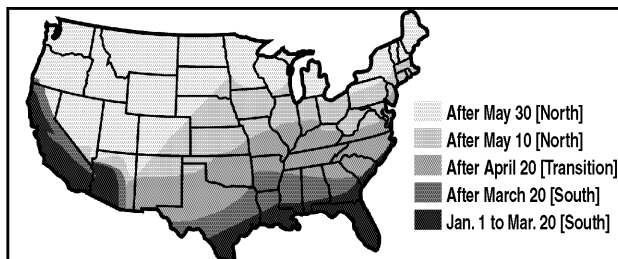 After May 30 [North]
After May 10 [North]
After April 20 [Transition]
After March 20 [South]
Jan. 1 to Mar. 20 [South]